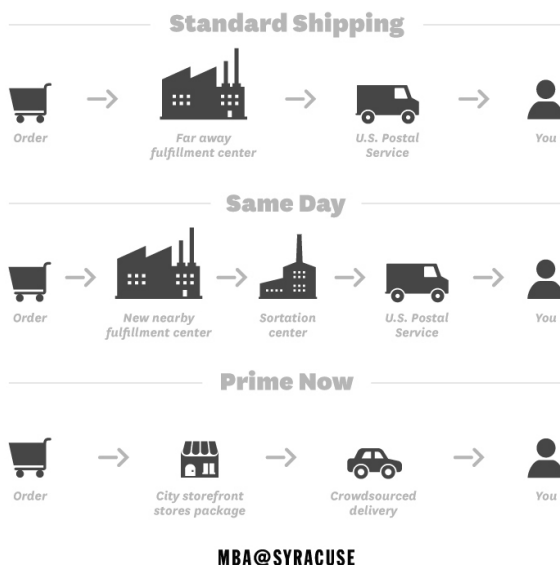 Standard Shipping
Order
Far away
fulfillment center
U.S. Postal
Service
You
Same Day
Order
New nearby
fulfillment center
Sortation
center
U.S. Postal
Service
You
Prime Now
Order
City storefront
stores package
Crowdsourced
delivery
You
MBA@SYRACUSE